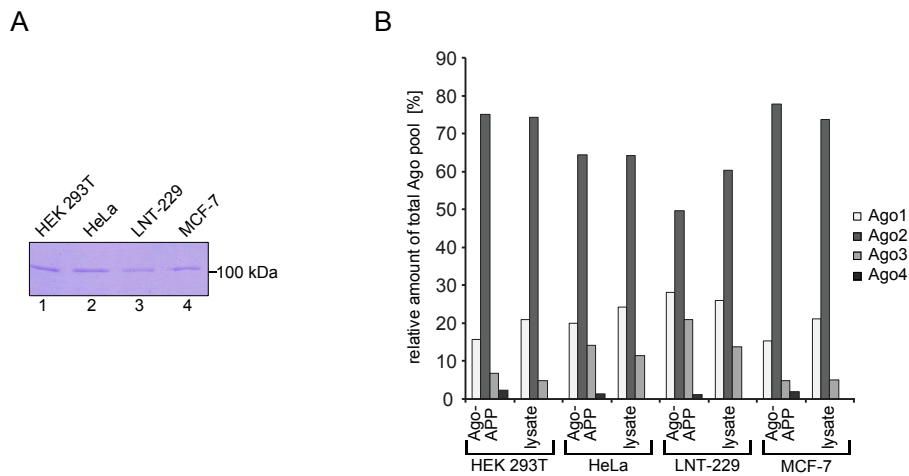 A
HEK 293T
HeLa
LNT-229
MCF-7
100 kDa
1 2 3 4
B
relative amount of total Ago pool [%]
90
80
70
60
50
40
30
20
10
0
Ago1
Ago2
Ago3
Ago4
Ago-
APP
lysate
Ago-
APP
lysate
Ago-
APP
lysate
Ago-
APP
lysate
HEK 293T
HeLa
LNT-229
MCF-7